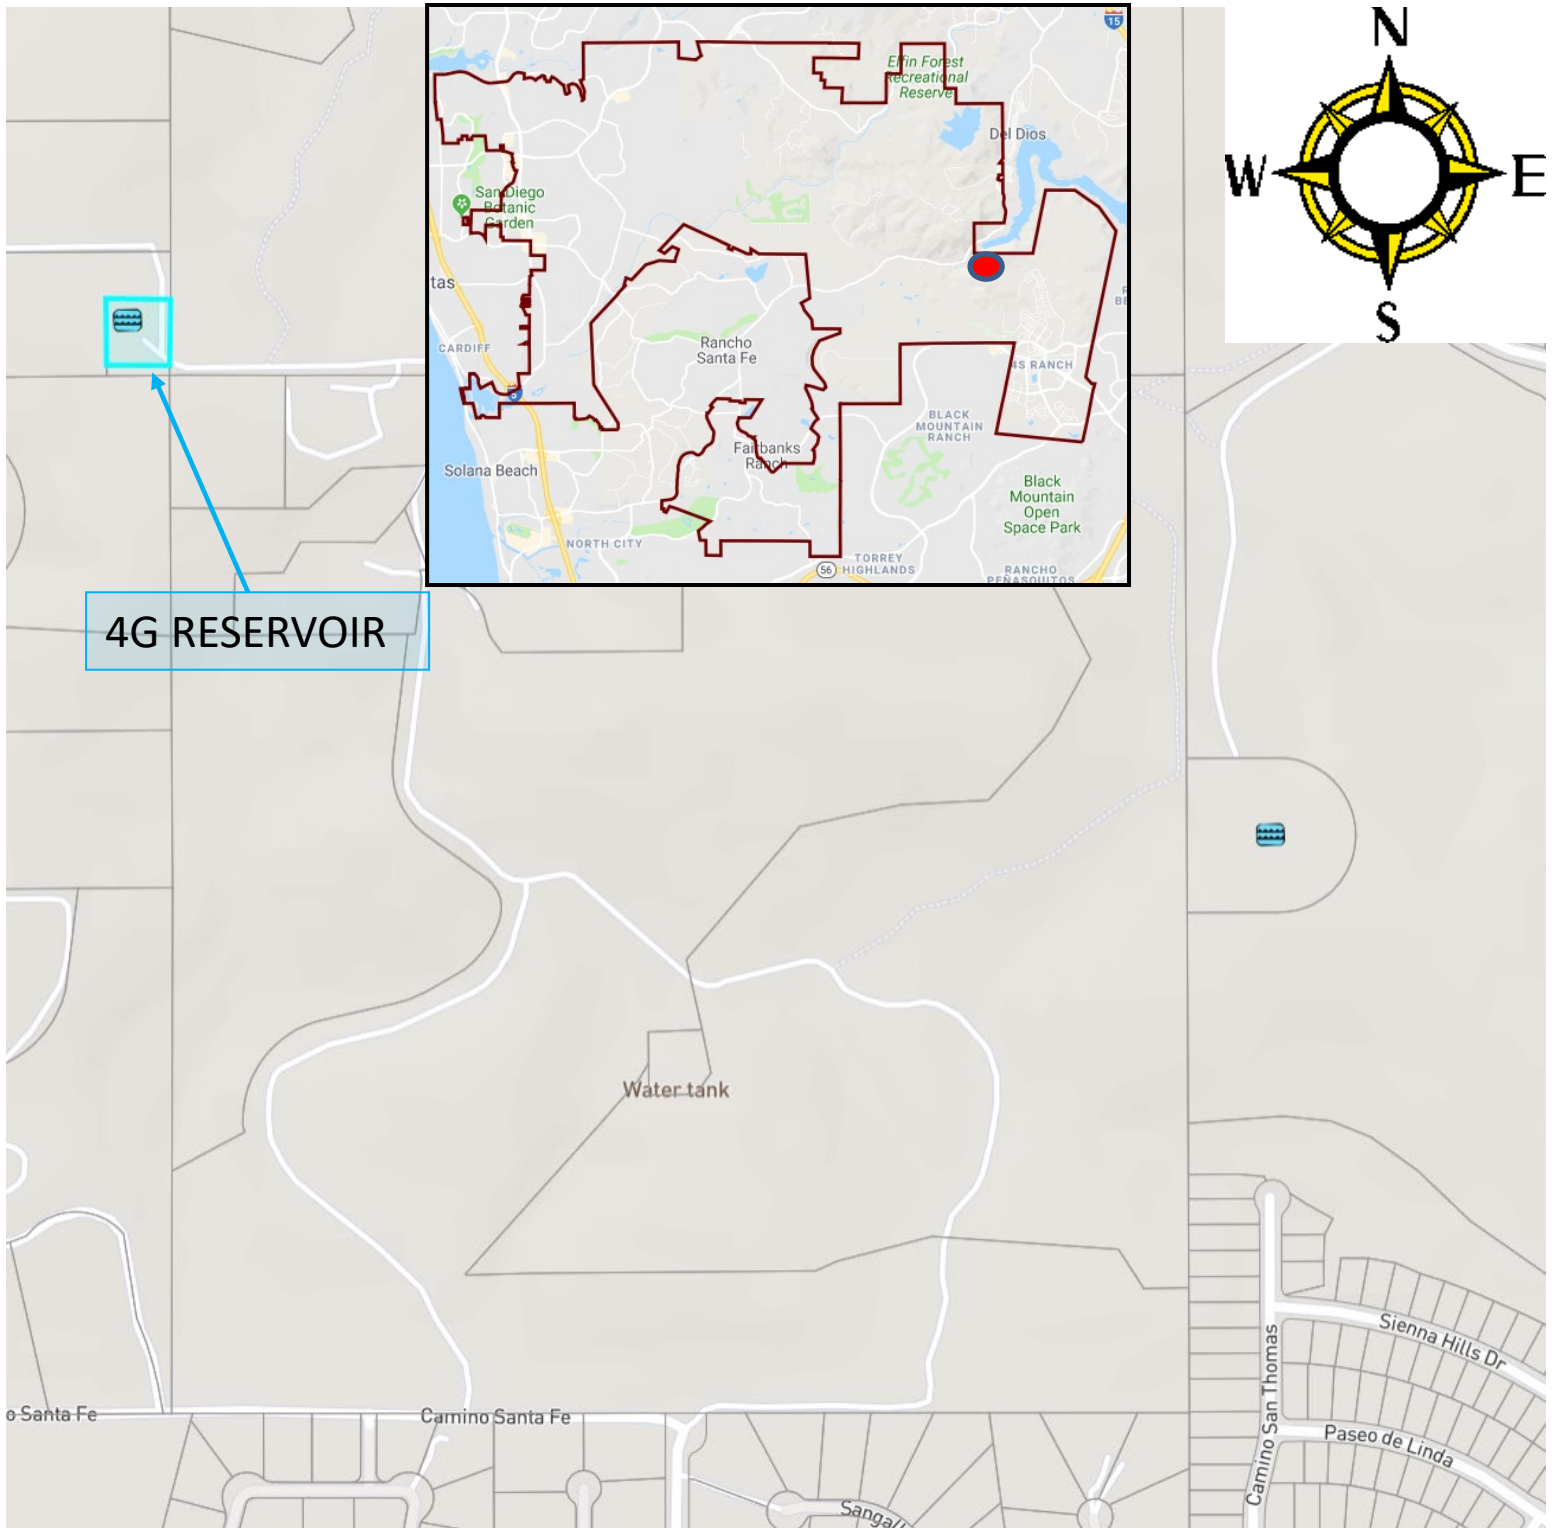 N
W
E
S
15
Elfin Forest
Recreational
Reserve
Del Dios
San Diego
Botanic
Garden
tas
CARDIFF
5
Rancho
Santa Fe
4S RANCH
BLACK
MOUNTAIN
RANCH
Fairbanks
Ranch
Solana Beach
Black
Mountain
Open
Space Park
NORTH CITY
TORREY
HIGHLANDS
56
RANCHO
PEÑASQUITOS
4G RESERVOIR
Water tank
Sienna Hills Dr
Camino San Thomas
Paseo de Linda
o Santa Fe
Camino Santa Fe